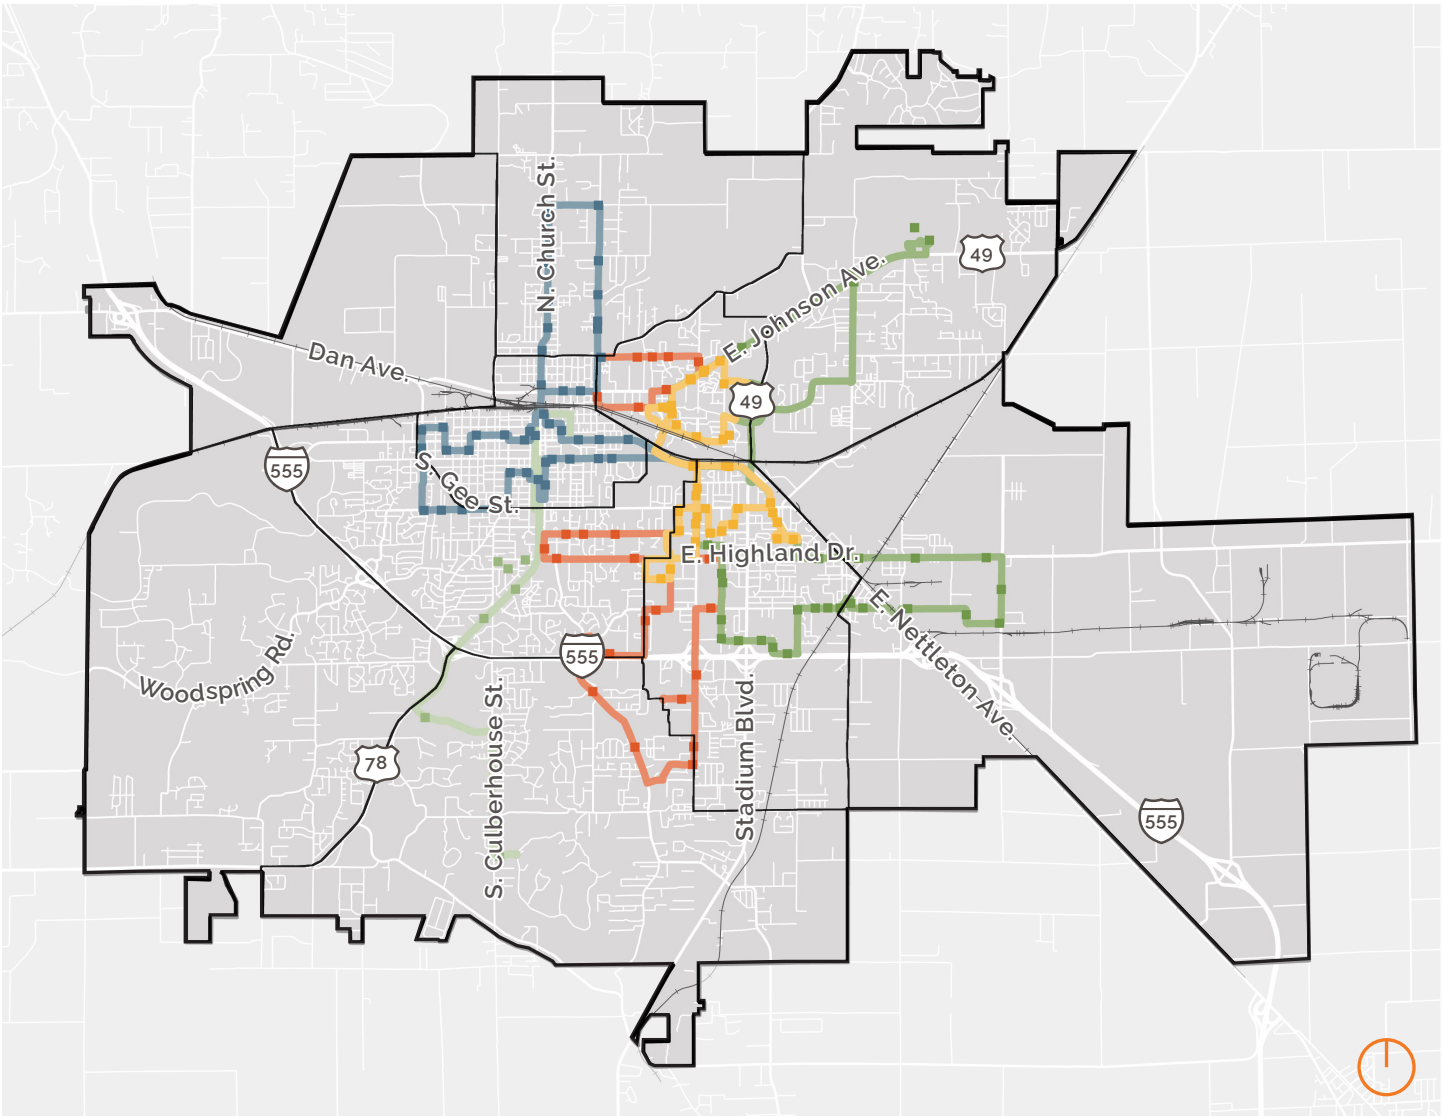 N. Church St.
49
E. Johnson Ave.
Dan Ave.
49
555
S. Gee St.
E. Highland Dr.
E. Nettleton Ave.
555
Woodspring Rd.
S. Culberhouse St.
Stadium Blvd.
78
555